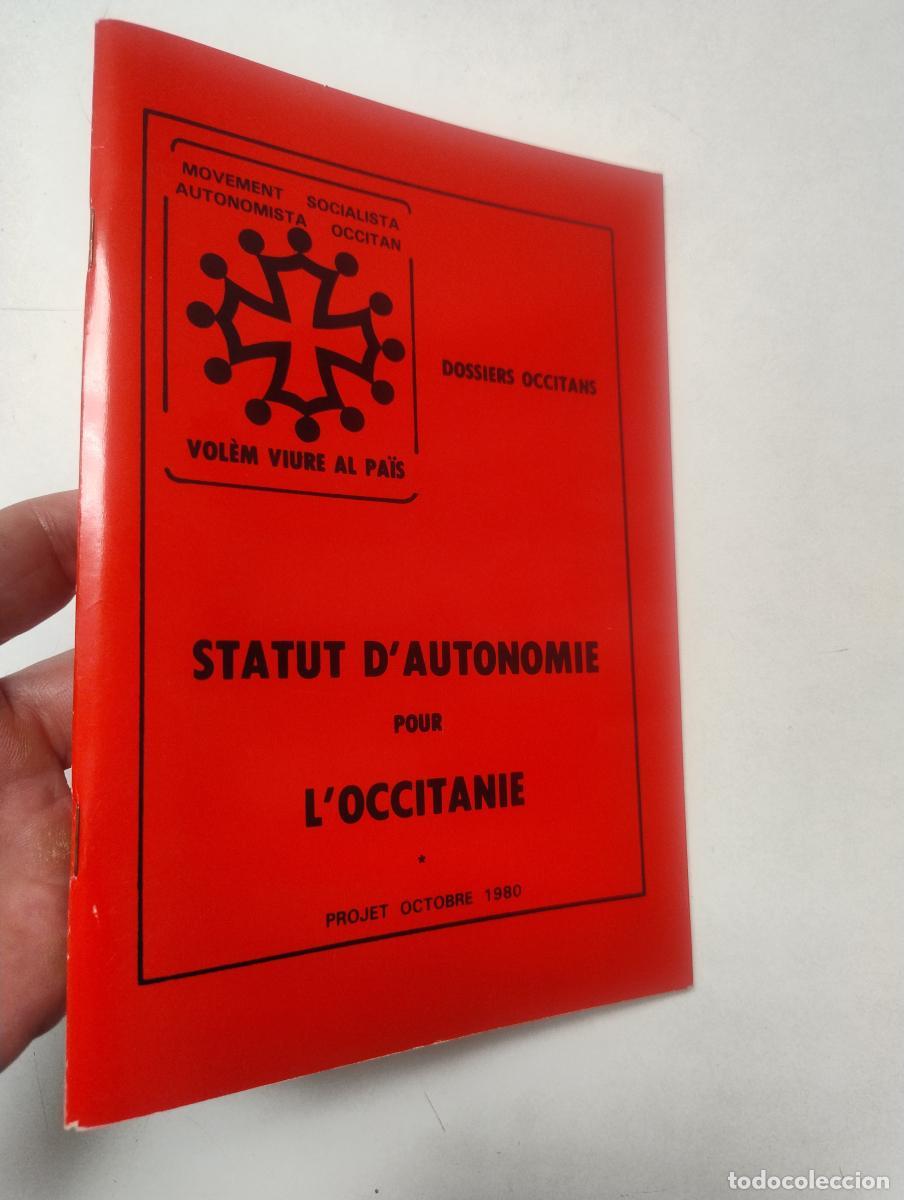 MOVEMENT SOCIALISTA
AUTONOMISTA OCCITAN
VOLÈM VIURE AL PAÏS
DOSSIERS OCCITANS
STATUT D'AUTONOMIE
POUR
L'OCCITANIE
*
PROJET OCTOBRE 1980
todocoleccion